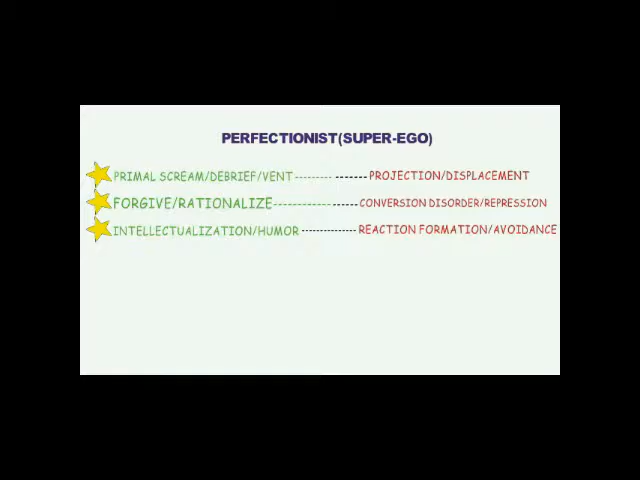 PERFECTIONIST(SUPER-EGO)
PRIMAL SCREAM/DEBRIEF/VENT --------- ------- PROJECTION/DISPLACEMENT
FORGIVE/RATIONALIZE------------ ------ CONVERSION DISORDER/REPRESSION
INTELLECTUALIZATION/HUMOR --------------- REACTION FORMATION/AVOIDANCE